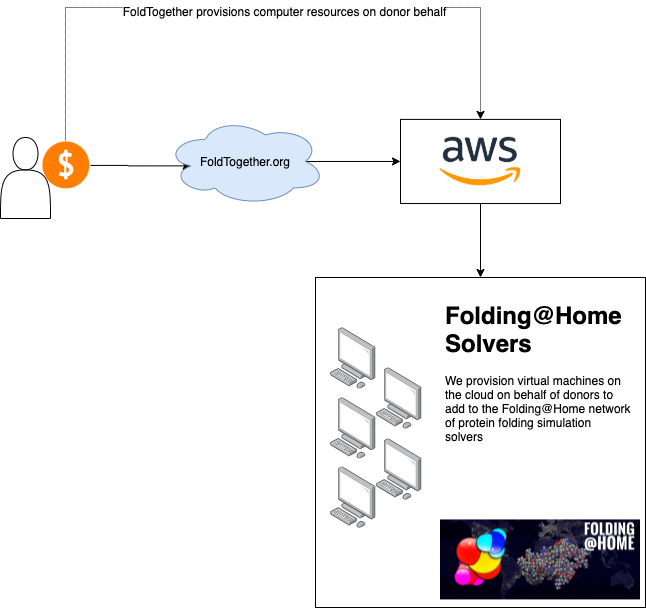 FoldTogether provisions computer resources on donor behalf
$
FoldTogether.org
aws
Folding@Home
Solvers
We provision virtual machines on
the cloud on behalf of donors to
add to the Folding@Home network
of protein folding simulation
solvers
FOLDING
@HOME